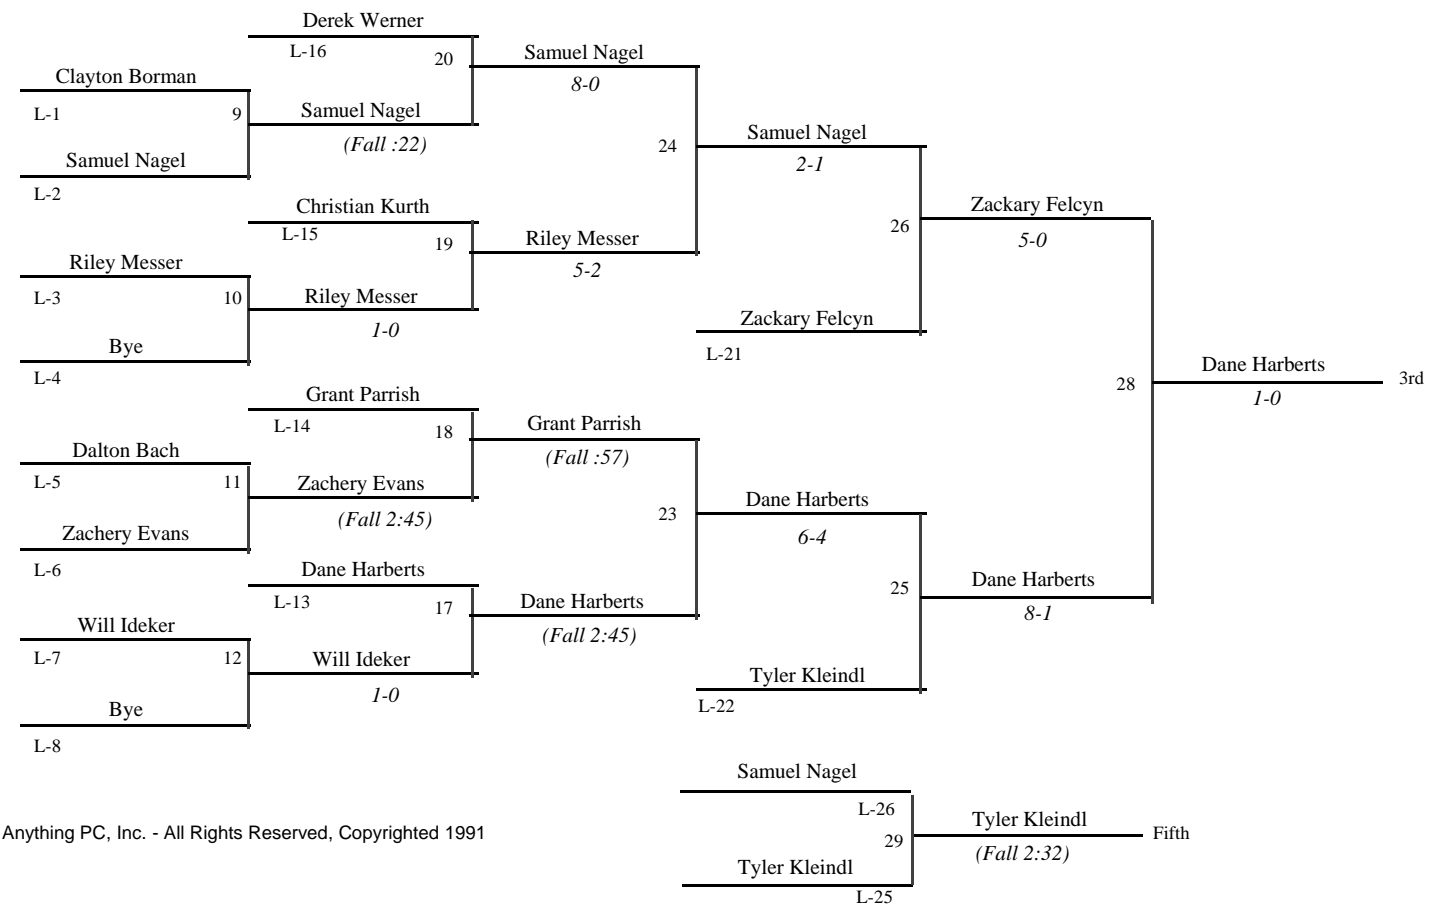 Derek Werner
L-16
20
Samuel Nagel
8-0
Clayton Borman
L-1
9
Samuel Nagel
(Fall :22)
Samuel Nagel
L-2
24
Samuel Nagel
2-1
Christian Kurth
L-15
19
Riley Messer
5-2
26
Zackary Felcyn
5-0
Riley Messer
L-3
10
Riley Messer
1-0
Bye
L-4
Zackary Felcyn
L-21
28
Dane Harberts
1-0
3rd
Grant Parrish
L-14
18
Grant Parrish
(Fall :57)
Dalton Bach
L-5
11
Zachery Evans
(Fall 2:45)
Zachery Evans
L-6
23
Dane Harberts
6-4
Dane Harberts
L-13
17
Dane Harberts
(Fall 2:45)
25
Dane Harberts
8-1
Will Ideker
L-7
12
Will Ideker
1-0
Bye
L-8
Tyler Kleindl
L-22
Samuel Nagel
L-26
29
Tyler Kleindl
(Fall 2:32)
Fifth
Tyler Kleindl
L-25
Anything PC, Inc. - All Rights Reserved, Copyrighted 1991